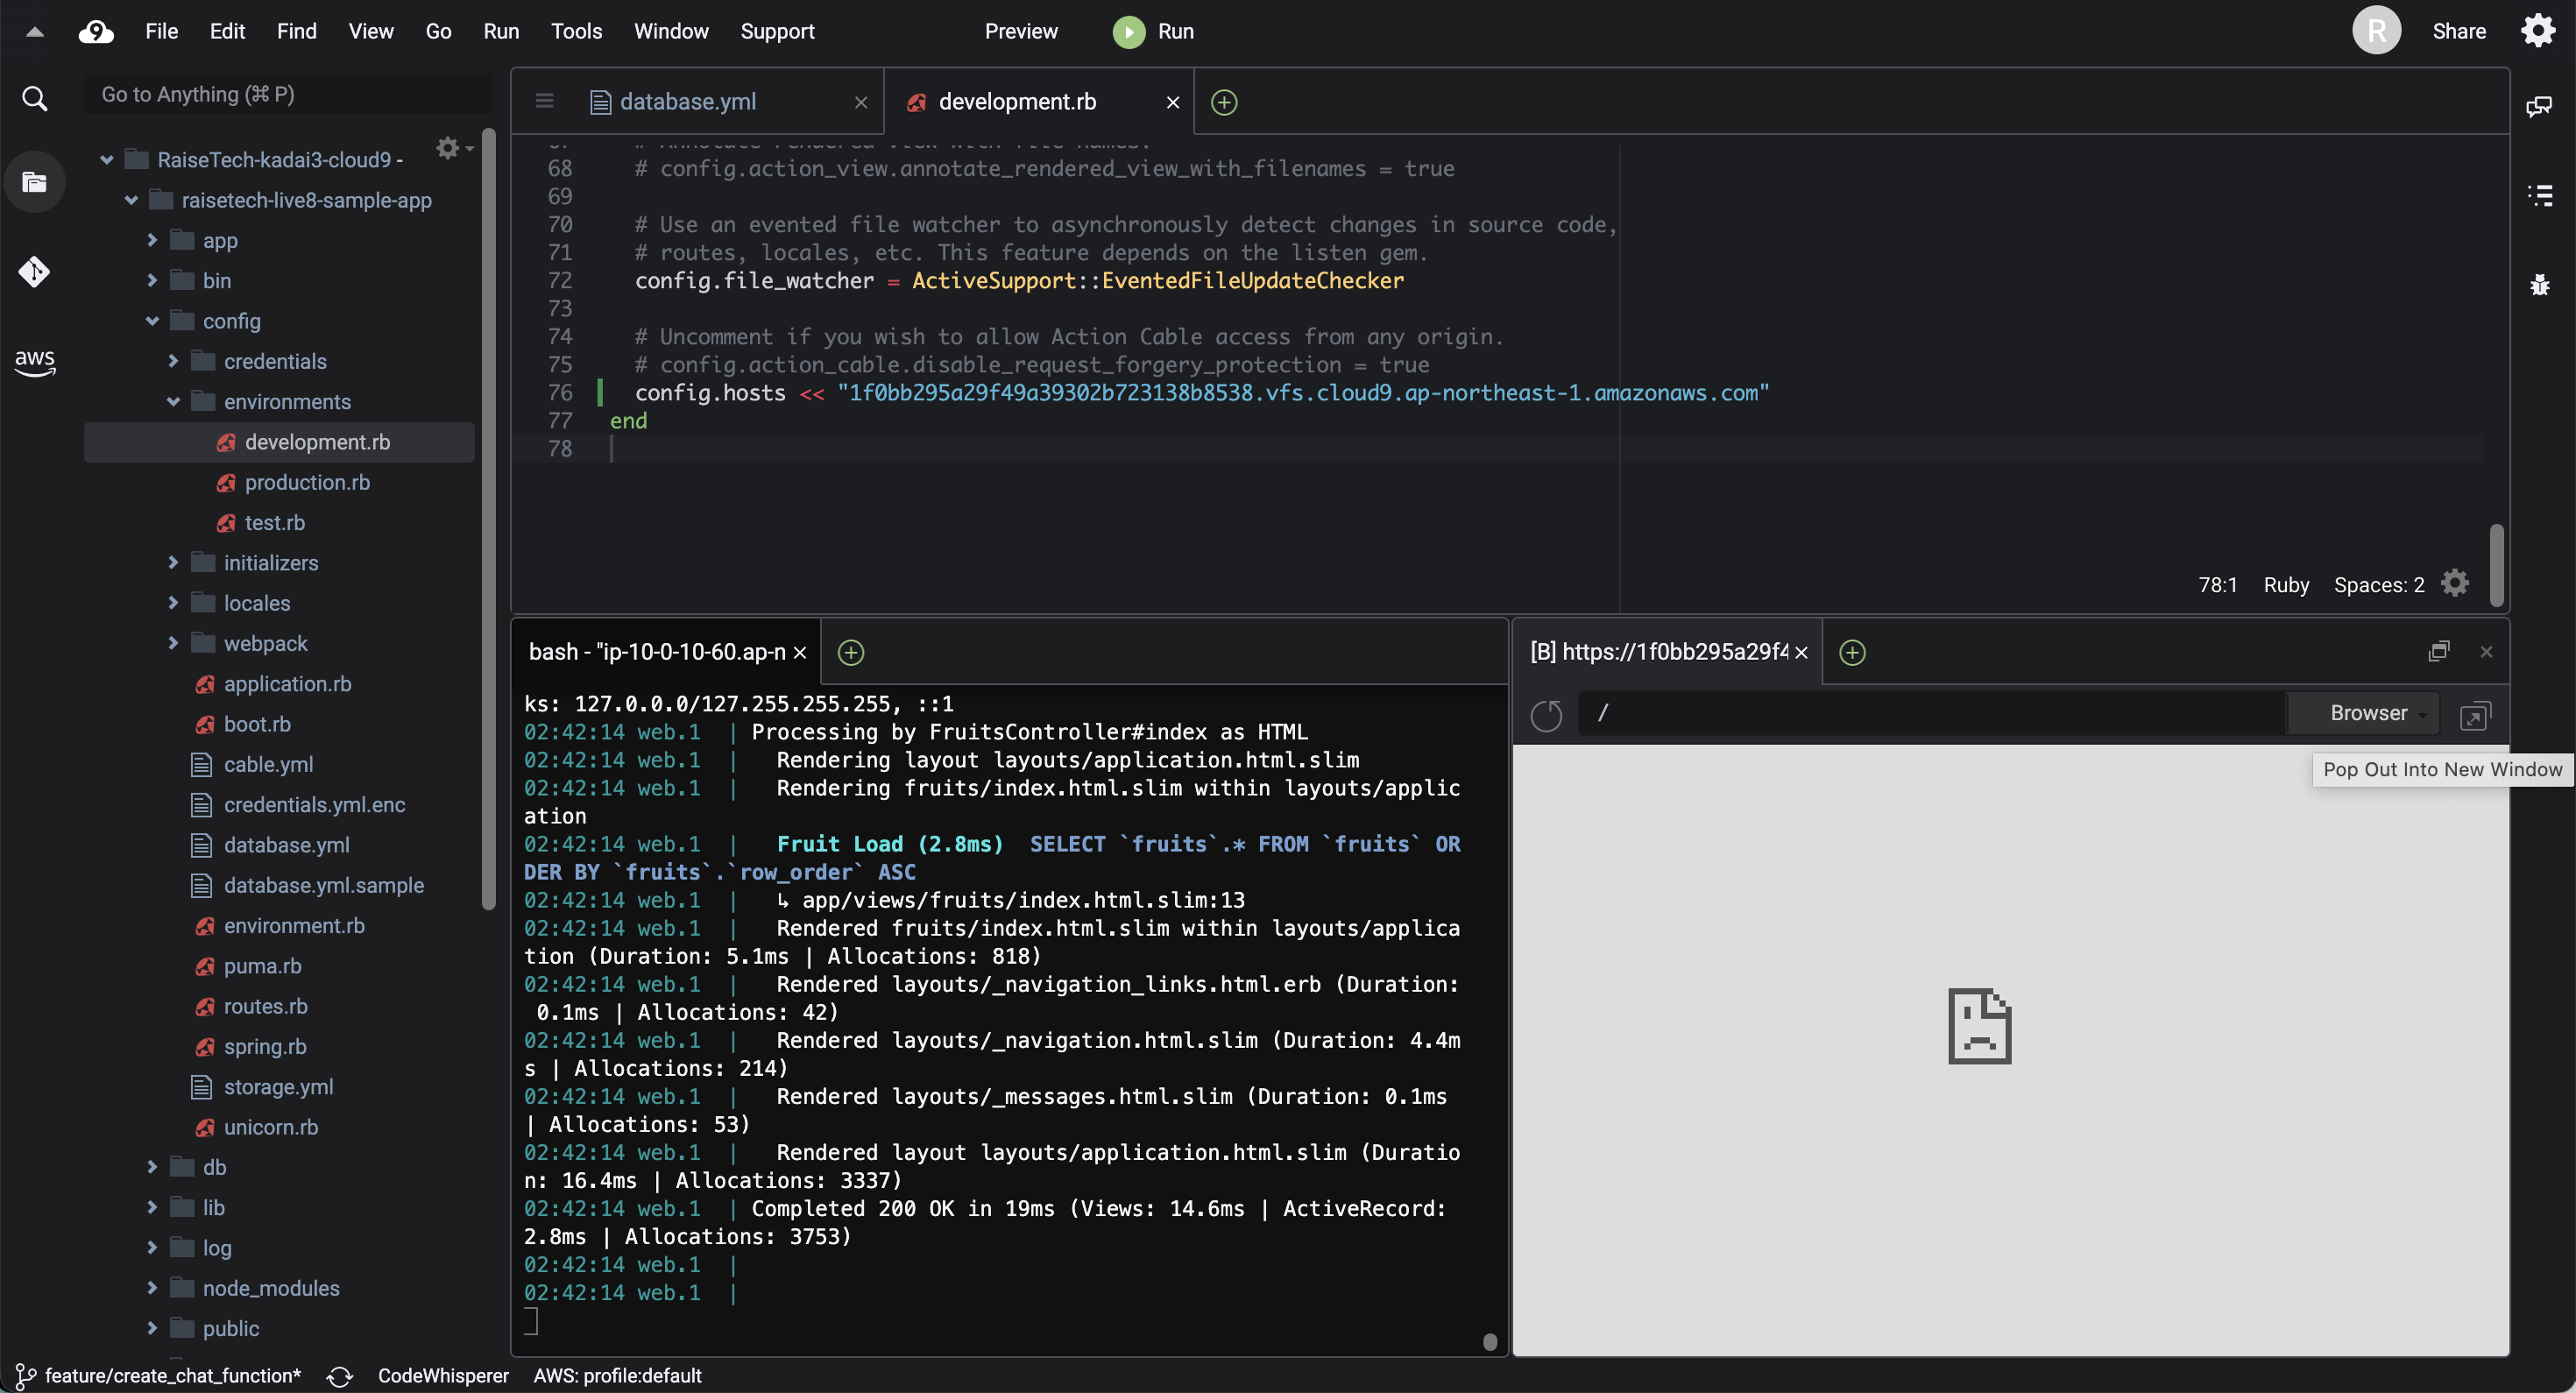 File Edit Find View Go Run Tools Window Support Preview Run R Share
Go to Anything (⌘ P)
RaiseTech-kadai3-cloud9 -
raisetech-live8-sample-app
app
bin
config
credentials
environments
development.rb
production.rb
test.rb
initializers
locales
webpack
application.rb
boot.rb
cable.yml
credentials.yml.enc
database.yml
database.yml.sample
environment.rb
puma.rb
routes.rb
spring.rb
storage.yml
unicorn.rb
db
lib
log
node_modules
public
aws
database.yml development.rb
68 # config.action_view.annotate_rendered_view_with_filenames = true
69
70 # Use an evented file watcher to asynchronously detect changes in source code,
71 # routes, locales, etc. This feature depends on the listen gem.
72 config.file_watcher = ActiveSupport::EventedFileUpdateChecker
73
74 # Uncomment if you wish to allow Action Cable access from any origin.
75 # config.action_cable.disable_request_forgery_protection = true
76 config.hosts << "1f0bb295a29f49a39302b723138b8538.vfs.cloud9.ap-northeast-1.amazonaws.com"
77 end
78
78:1 Ruby Spaces: 2
bash - "ip-10-0-10-60.ap-n
ks: 127.0.0.0/127.255.255.255, ::1
02:42:14 web.1 | Processing by FruitsController#index as HTML
02:42:14 web.1 | Rendering layout layouts/application.html.slim
02:42:14 web.1 | Rendering fruits/index.html.slim within layouts/applic
ation
02:42:14 web.1 | Fruit Load (2.8ms) SELECT `fruits`.* FROM `fruits` OR
DER BY `fruits`.`row_order` ASC
02:42:14 web.1 | ↳ app/views/fruits/index.html.slim:13
02:42:14 web.1 | Rendered fruits/index.html.slim within layouts/applica
tion (Duration: 5.1ms | Allocations: 818)
02:42:14 web.1 | Rendered layouts/_navigation_links.html.erb (Duration:
0.1ms | Allocations: 42)
02:42:14 web.1 | Rendered layouts/_navigation.html.slim (Duration: 4.4m
s | Allocations: 214)
02:42:14 web.1 | Rendered layouts/_messages.html.slim (Duration: 0.1ms
| Allocations: 53)
02:42:14 web.1 | Rendered layout layouts/application.html.slim (Duratio
n: 16.4ms | Allocations: 3337)
02:42:14 web.1 | Completed 200 OK in 19ms (Views: 14.6ms | ActiveRecord:
2.8ms | Allocations: 3753)
02:42:14 web.1 |
02:42:14 web.1 |
[B] https://1f0bb295a29f4
/ Browser
Pop Out Into New Window
feature/create_chat_function* CodeWhisperer AWS: profile:default